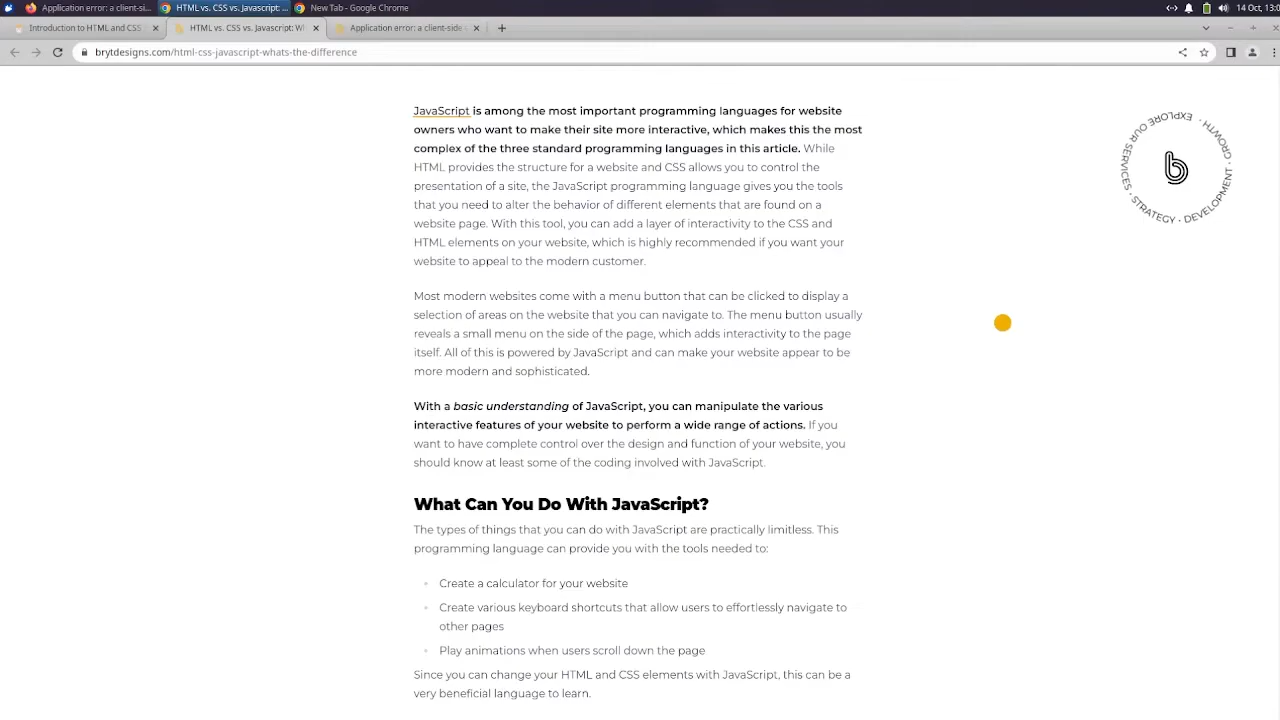 Application error: a client-si...
HTML vs. CSS vs. Javascript: ...
New Tab - Google Chrome
14 Oct, 13:0
Introduction to HTML and CSS
HTML vs. CSS vs. Javascript: W
Application error: a client-side
brytdesigns.com/html-css-javascript-whats-the-difference
JavaScript is among the most important programming languages for website
owners who want to make their site more interactive, which makes this the most
complex of the three standard programming languages in this article. While
HTML provides the structure for a website and CSS allows you to control the
presentation of a site, the JavaScript programming language gives you the tools
that you need to alter the behavior of different elements that are found on a
website page. With this tool, you can add a layer of interactivity to the CSS and
HTML elements on your website, which is highly recommended if you want your
website to appeal to the modern customer.
EXPLORE OUR SERVICES · STRATEGY · DEVELOPMENT · GROWTH ·
b
Most modern websites come with a menu button that can be clicked to display a
selection of areas on the website that you can navigate to. The menu button usually
reveals a small menu on the side of the page, which adds interactivity to the page
itself. All of this is powered by JavaScript and can make your website appear to be
more modern and sophisticated.
With a basic understanding of JavaScript, you can manipulate the various
interactive features of your website to perform a wide range of actions. If you
want to have complete control over the design and function of your website, you
should know at least some of the coding involved with JavaScript.
What Can You Do With JavaScript?
The types of things that you can do with JavaScript are practically limitless. This
programming language can provide you with the tools needed to:
Create a calculator for your website
Create various keyboard shortcuts that allow users to effortlessly navigate to
other pages
Play animations when users scroll down the page
Since you can change your HTML and CSS elements with JavaScript, this can be a
very beneficial language to learn.